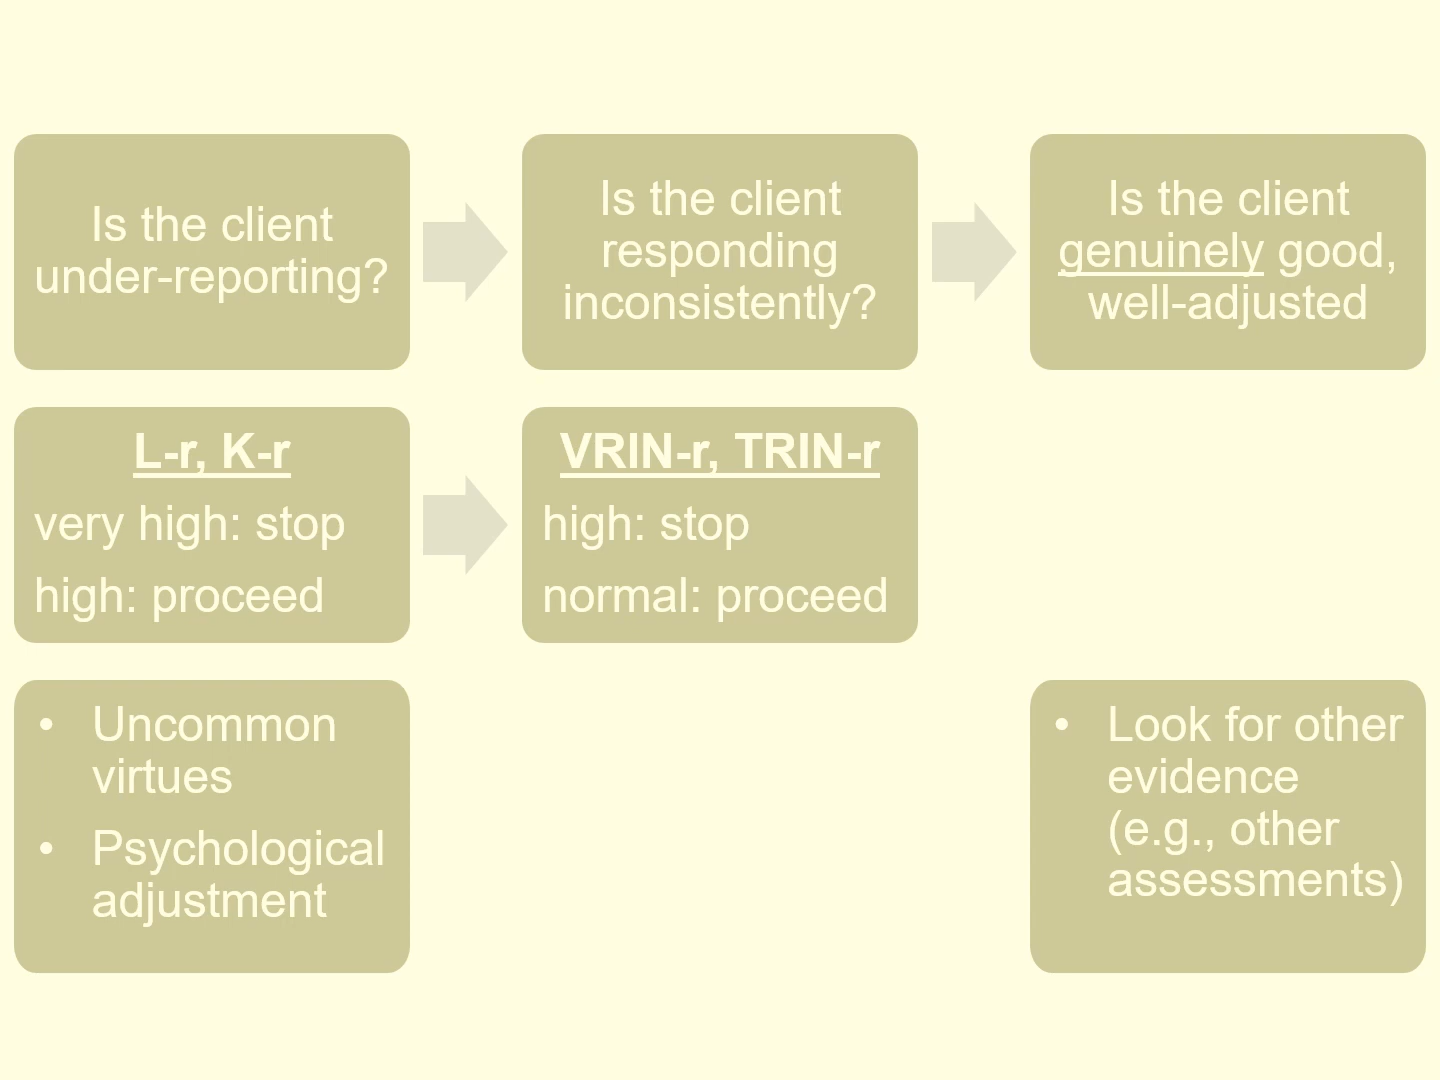 Is the client
under-reporting?
Is the client
responding
inconsistently?
Is the client
genuinely good,
well-adjusted
L-r, K-r
very high: stop
high: proceed
VRIN-r, TRIN-r
high: stop
normal: proceed
• Uncommon
virtues
• Psychological
adjustment
• Look for other
evidence
(e.g., other
assessments)